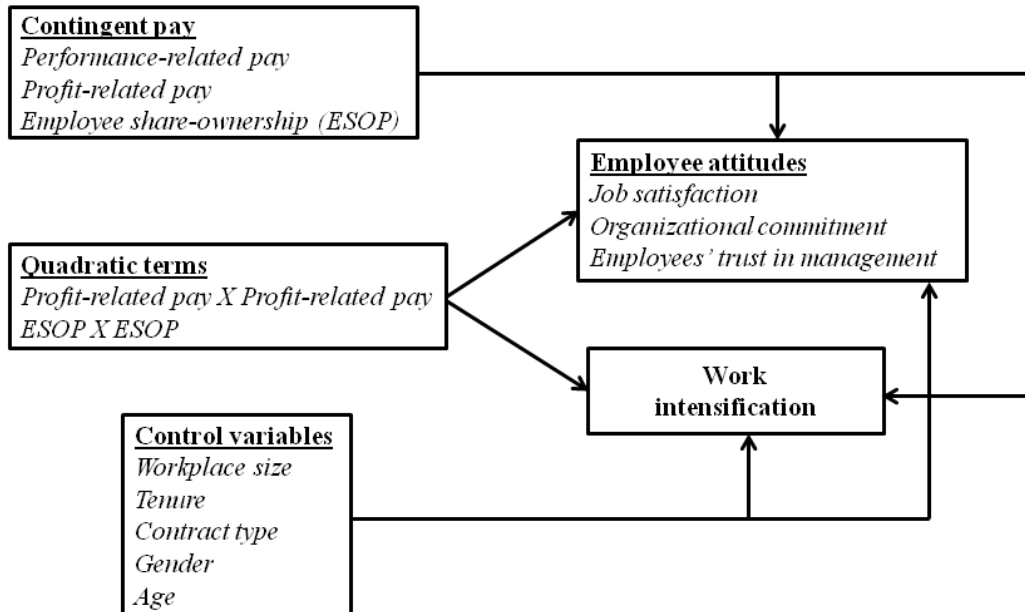 Contingent pay
Performance-related pay
Profit-related pay
Employee share-ownership (ESOP)
Employee attitudes
Job satisfaction
Organizational commitment
Employees’ trust in management
Quadratic terms
Profit-related pay X Profit-related pay
ESOP X ESOP
Work
intensification
Control variables
Workplace size
Tenure
Contract type
Gender
Age